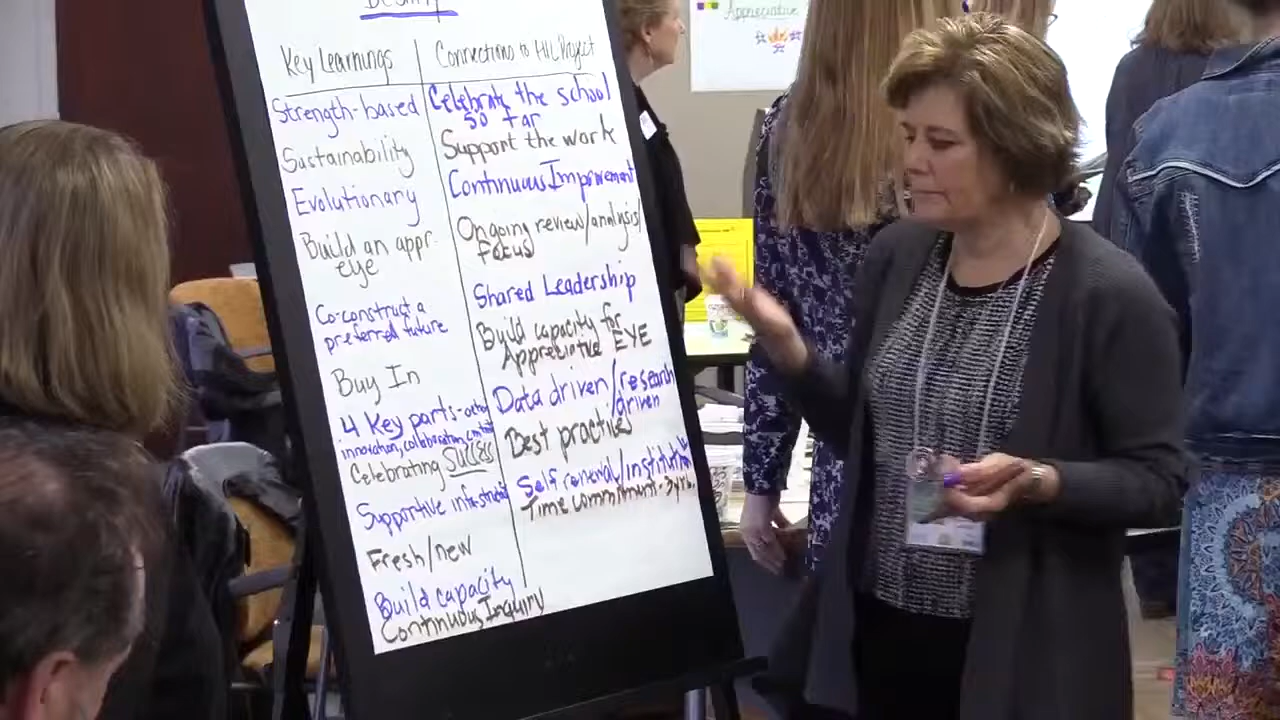 Destiny
Key Learnings
Strength-based
Sustainability
Evolutionary
Build an appr.
eye
Co-construct a
preferred future
Buy In
4 Key parts-
innovation, collaboration,
Celebrating Success
Supportive
Fresh/new
Build capacity
Continuous Inquiry
Connections to Project
Celebrate the school
so far
Support the work
Continuous Improvement
Ongoing review/analysis/
Focus
Shared Leadership
Build capacity for
Appreciative EYE
Data driven/research
driven
Best practices
Self renewal/
Time commitment-3yrs.
Appreciative